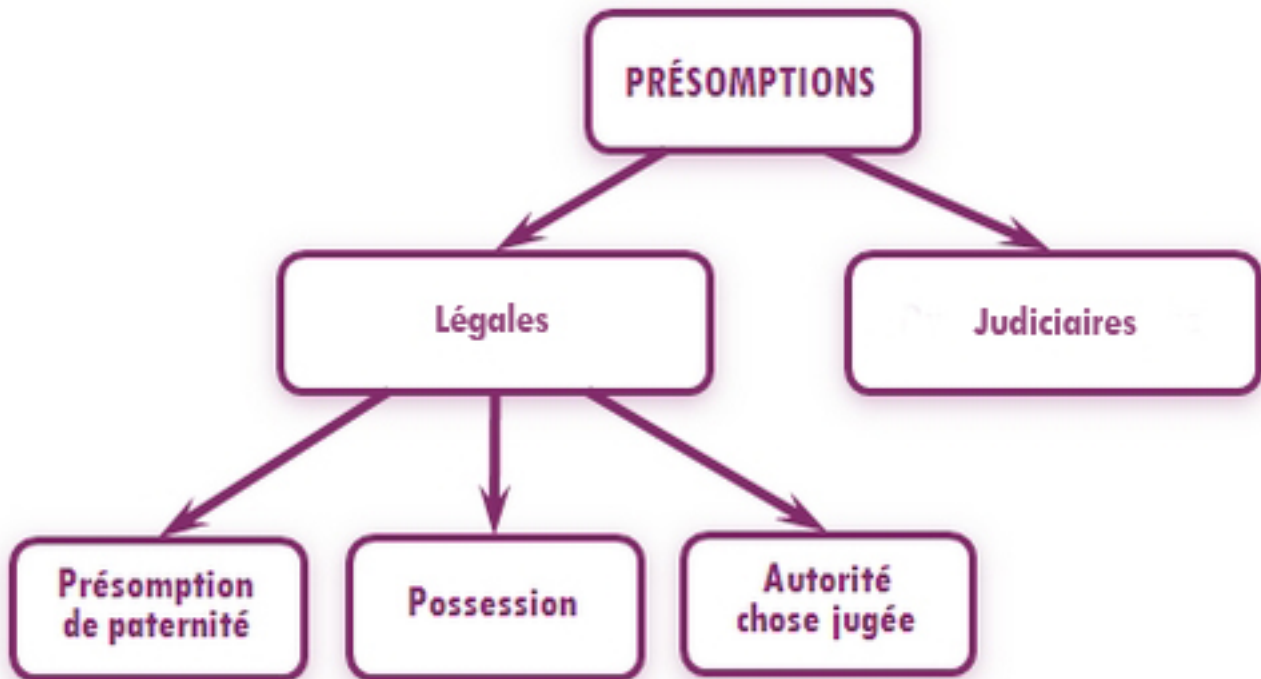 PRÉSOMPTIONS
Légales
Judiciaires
Présomption
de paternité
Possession
Autorité
chose jugée